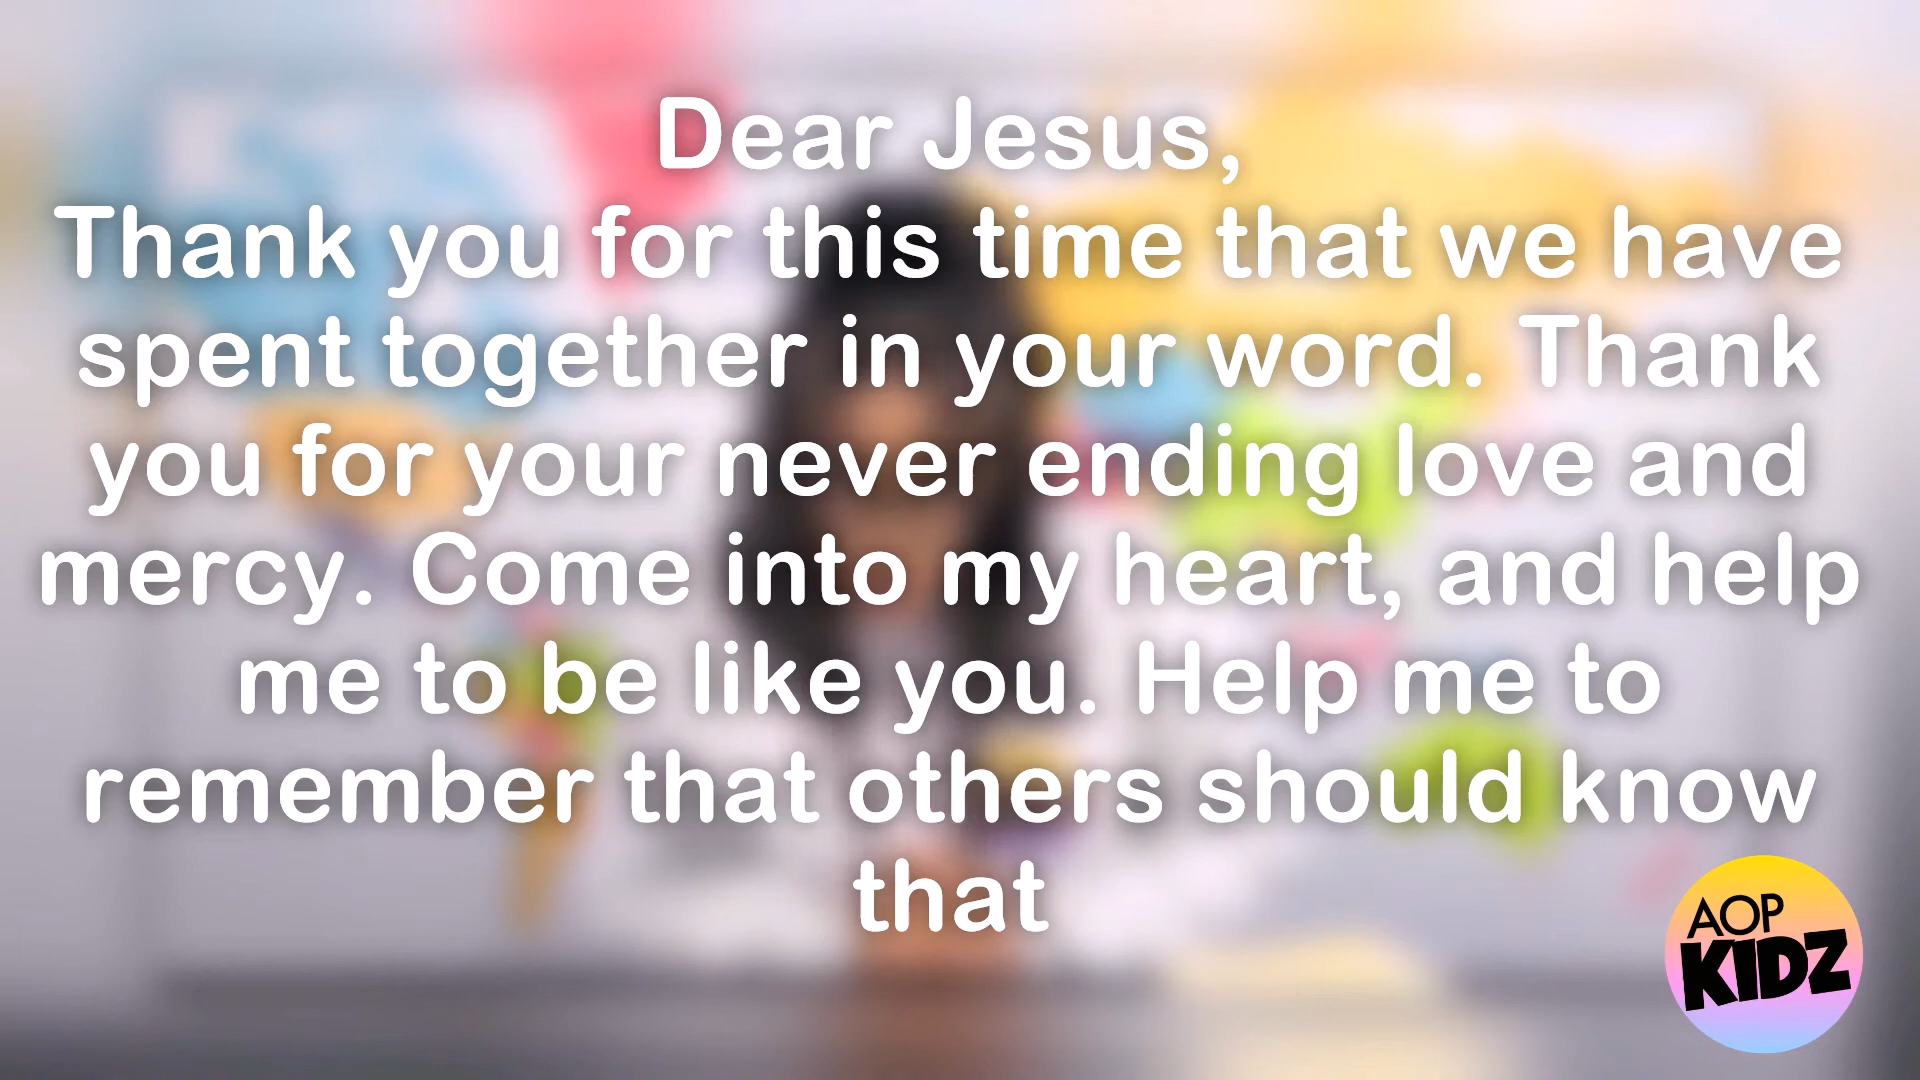 Dear Jesus,
Thank you for this time that we have
spent together in your word. Thank
you for your never ending love and
mercy. Come into my heart, and help
me to be like you. Help me to
remember that others should know
that
AOP
KIDZ